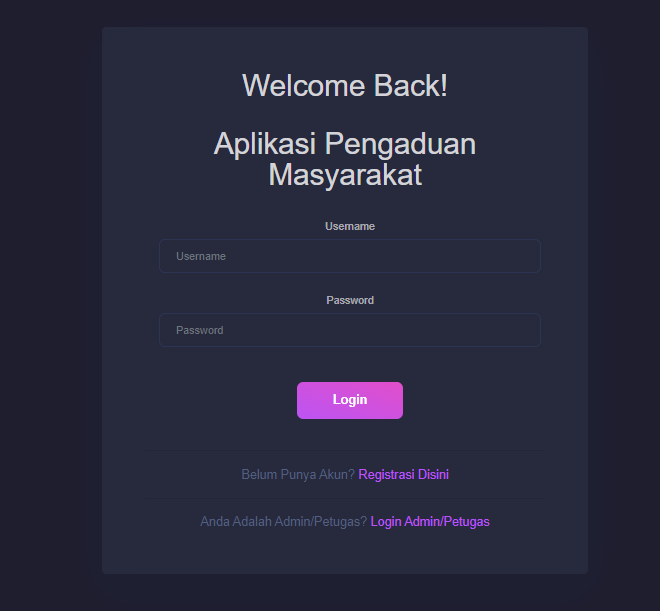 Welcome Back!
Aplikasi Pengaduan
Masyarakat
Username
Username
Password
Password
Login
Belum Punya Akun? Registrasi Disini
Anda Adalah Admin/Petugas? Login Admin/Petugas